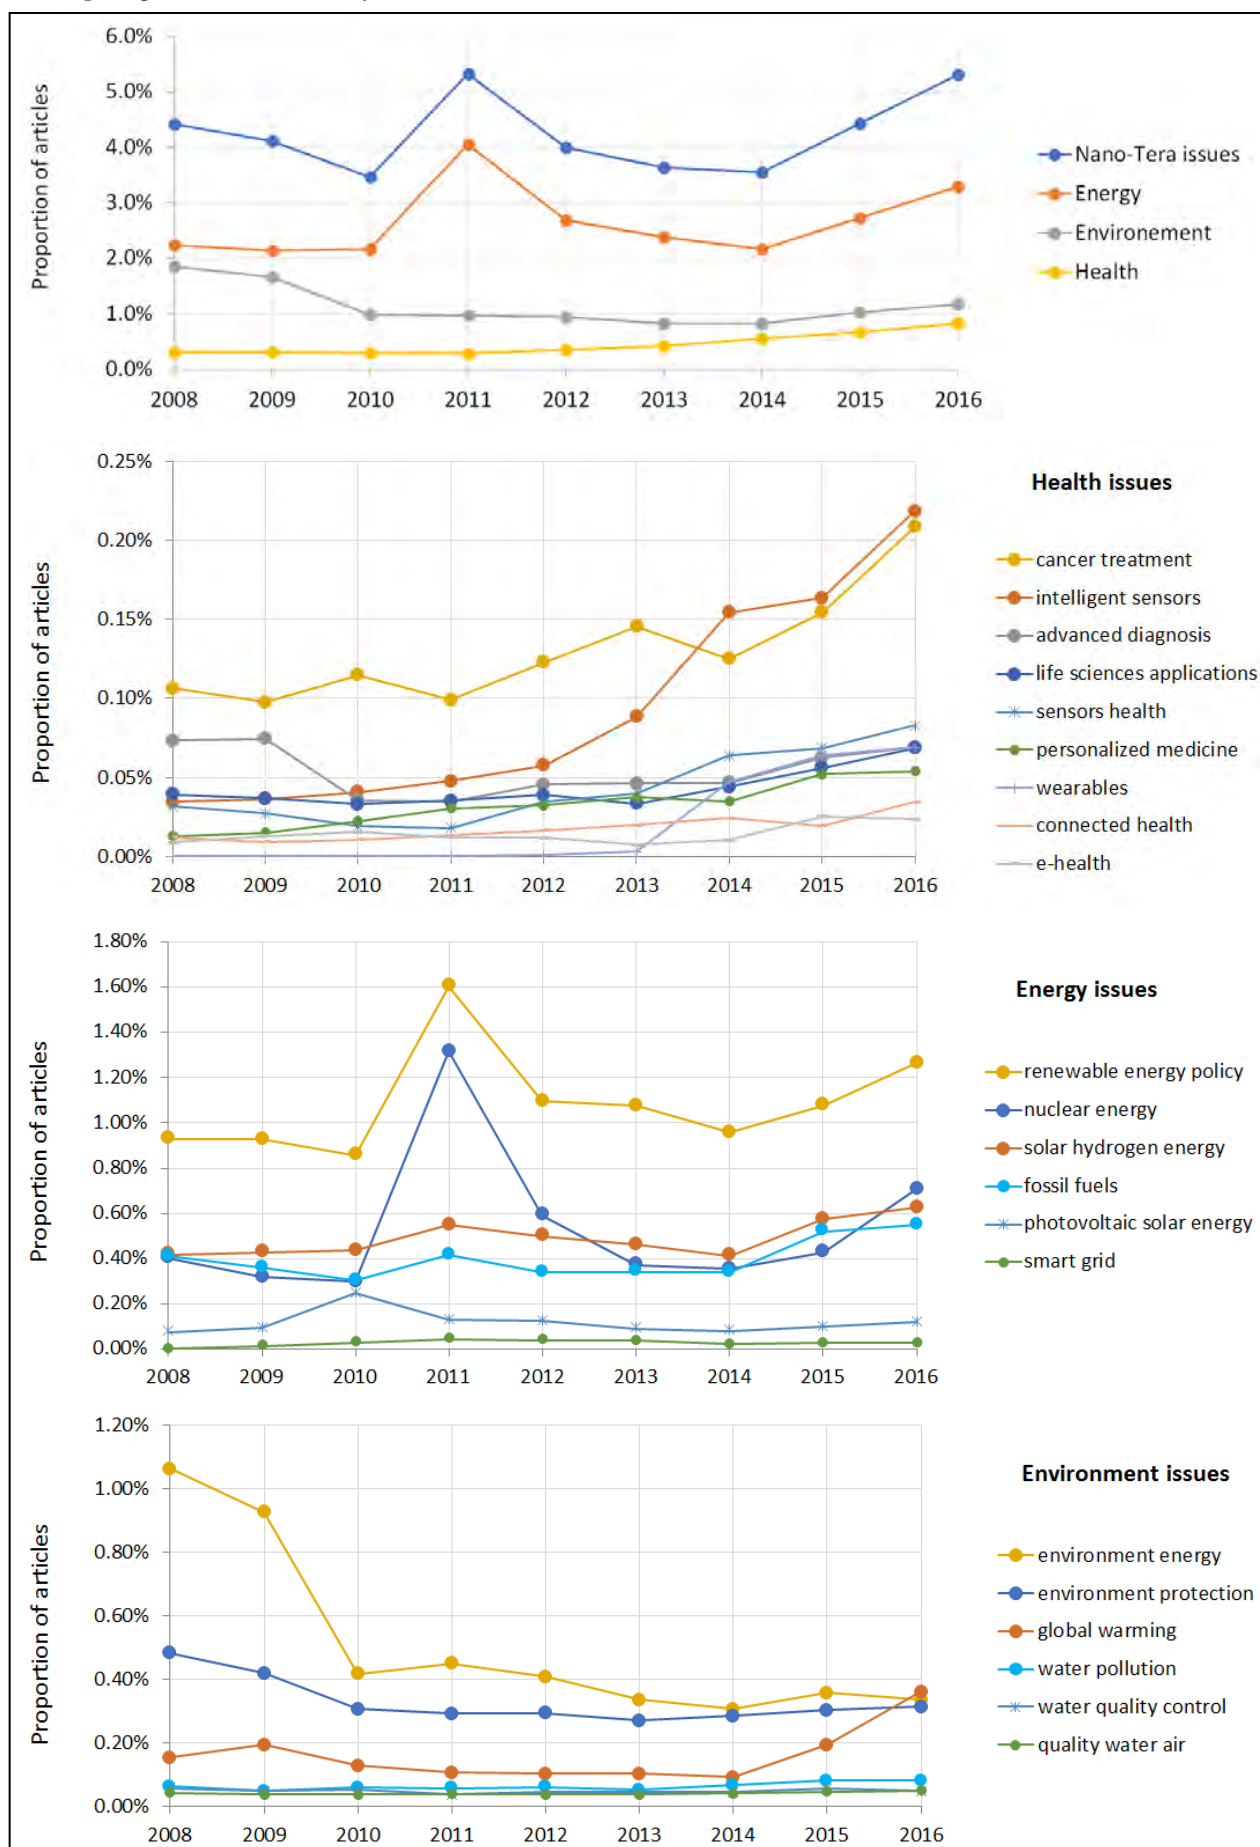 6.0%
5.0%
4.0%
3.0%
2.0%
1.0%
0.0%
Proportion of articles
2008 2009 2010 2011 2012 2013 2014 2015 2016
Nano-Tera issues
Energy
Environement
Health
0.25%
0.20%
0.15%
0.10%
0.05%
0.00%
Proportion of articles
2008 2009 2010 2011 2012 2013 2014 2015 2016
Health issues
cancer treatment
intelligent sensors
advanced diagnosis
life sciences applications
sensors health
personalized medicine
wearables
connected health
e-health
1.80%
1.60%
1.40%
1.20%
1.00%
0.80%
0.60%
0.40%
0.20%
0.00%
Proportion of articles
2008 2009 2010 2011 2012 2013 2014 2015 2016
Energy issues
renewable energy policy
nuclear energy
solar hydrogen energy
fossil fuels
photovoltaic solar energy
smart grid
1.20%
1.00%
0.80%
0.60%
0.40%
0.20%
0.00%
Proportion of articles
2008 2009 2010 2011 2012 2013 2014 2015 2016
Environment issues
environment energy
environment protection
global warming
water pollution
water quality control
quality water air